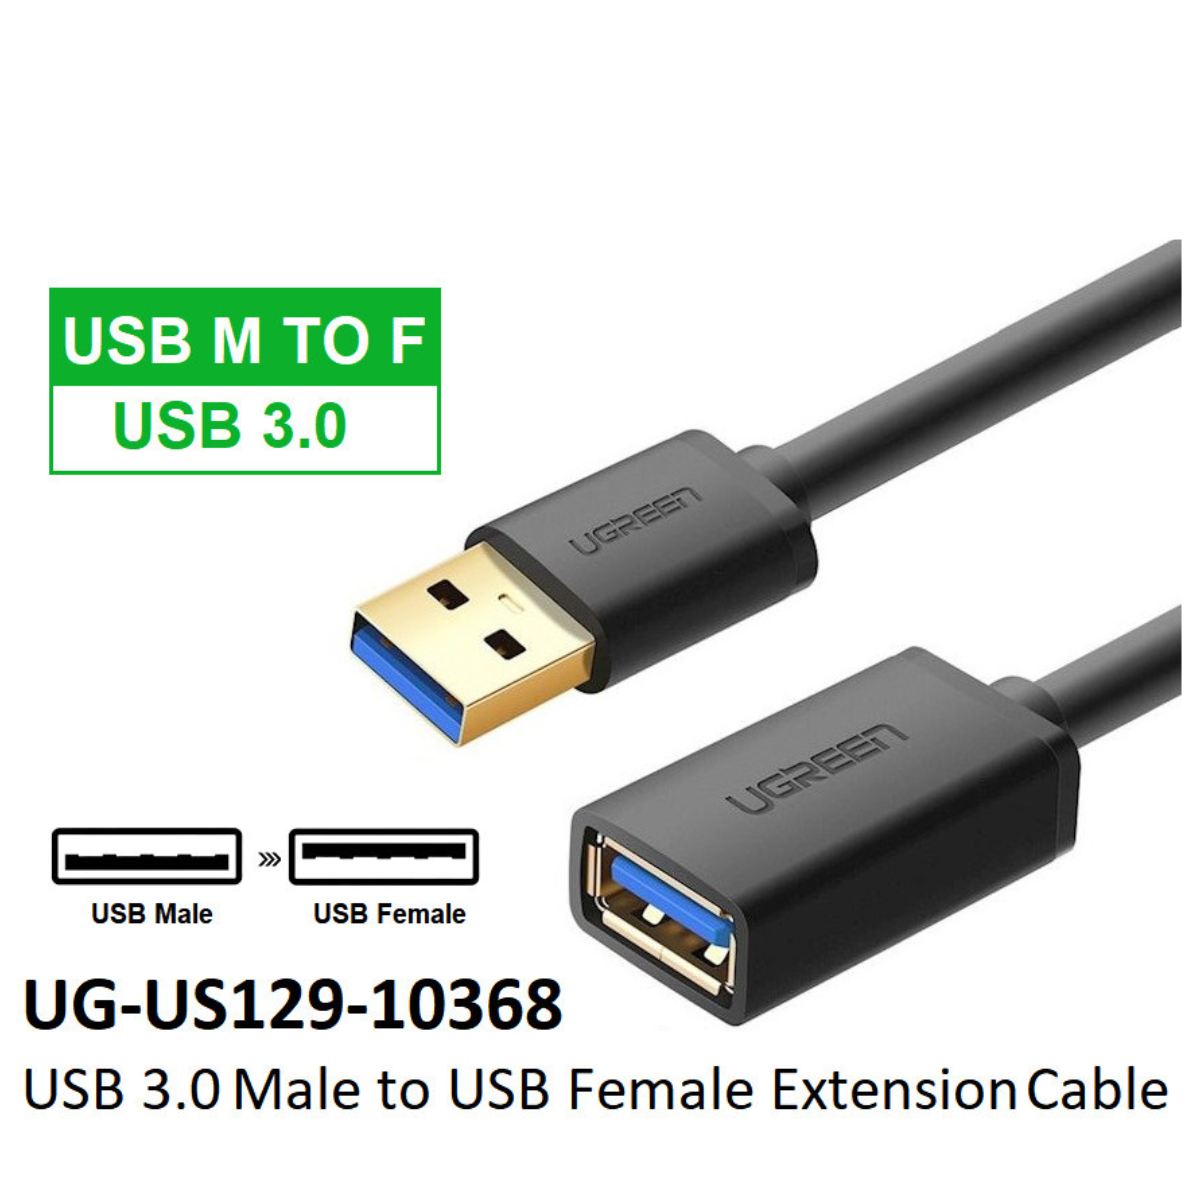 USB M TO F
USB 3.0
UGREEN
UGREEN
USB Male
USB Female
UG-US129-10368
USB 3.0 Male to USB Female Extension Cable